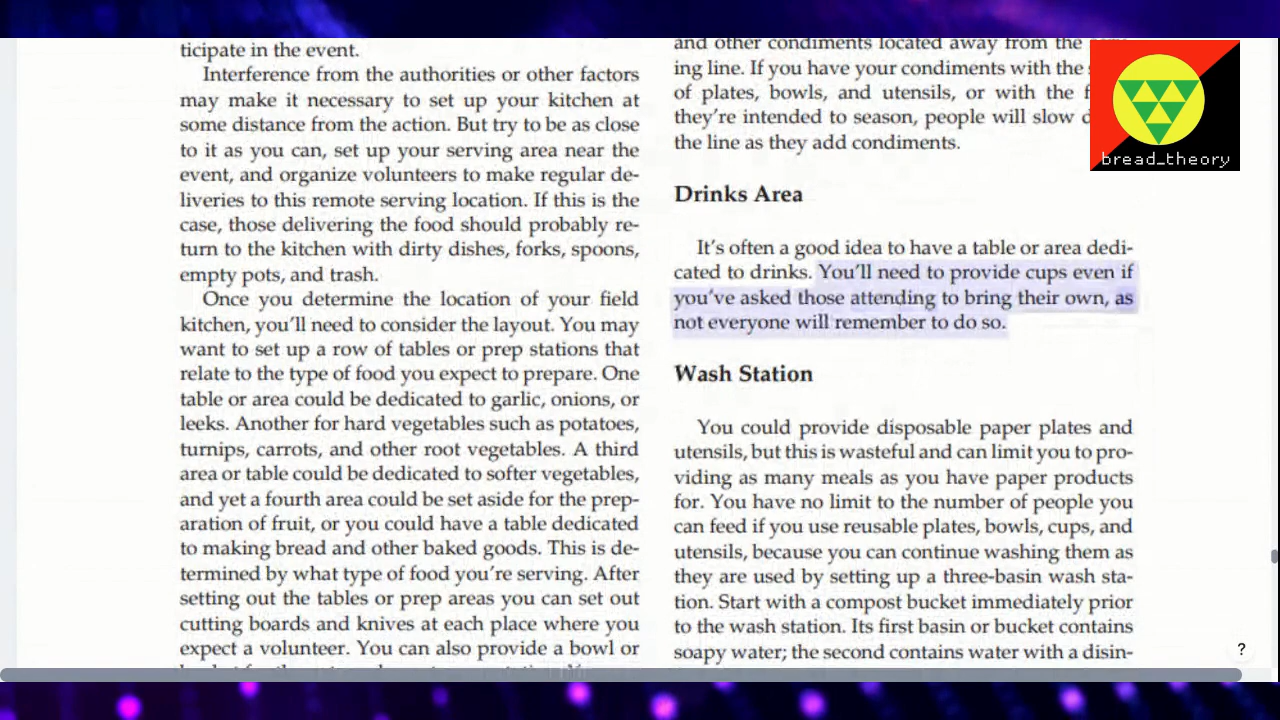 ticipate in the event.
Interference from the authorities or other factors
may make it necessary to set up your kitchen at
some distance from the action. But try to be as close
to it as you can, set up your serving area near the
event, and organize volunteers to make regular de-
liveries to this remote serving location. If this is the
case, those delivering the food should probably re-
turn to the kitchen with dirty dishes, forks, spoons,
empty pots, and trash.
Once you determine the location of your field
kitchen, you'll need to consider the layout. You may
want to set up a row of tables or prep stations that
relate to the type of food you expect to prepare. One
table or area could be dedicated to garlic, onions, or
leeks. Another for hard vegetables such as potatoes,
turnips, carrots, and other root vegetables. A third
area or table could be dedicated to softer vegetables,
and yet a fourth area could be set aside for the prep-
aration of fruit, or you could have a table dedicated
to making bread and other baked goods. This is de-
termined by what type of food you're serving. After
setting out the tables or prep areas you can set out
cutting boards and knives at each place where you
expect a volunteer. You can also provide a bowl or
and other condiments located away from the
ing line. If you have your condiments with the
of plates, bowls, and utensils, or with the
they're intended to season, people will slow
the line as they add condiments.
Drinks Area
It's often a good idea to have a table or area dedi-
cated to drinks. You'll need to provide cups even if
you've asked those attending to bring their own, as
not everyone will remember to do so.
Wash Station
You could provide disposable paper plates and
utensils, but this is wasteful and can limit you to pro-
viding as many meals as you have paper products
for. You have no limit to the number of people you
can feed if you use reusable plates, bowls, cups, and
utensils, because you can continue washing them as
they are used by setting up a three-basin wash sta-
tion. Start with a compost bucket immediately prior
to the wash station. Its first basin or bucket contains
soapy water; the second contains water with a disin-
bread_theory
?